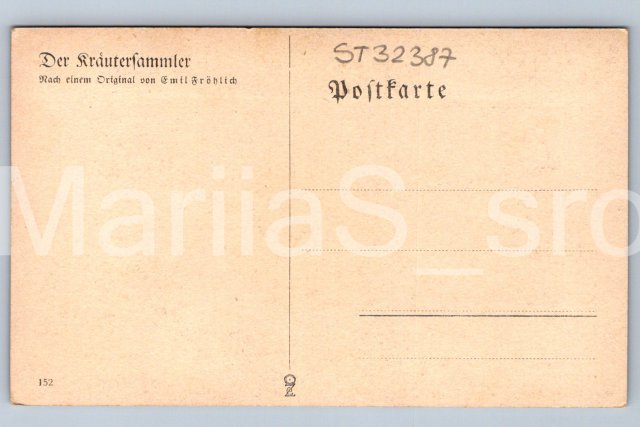 Der Kräutersammler
Nach einem Original von Emil Fröhlich
ST32387
Postkarte
MariiaS_sro
152